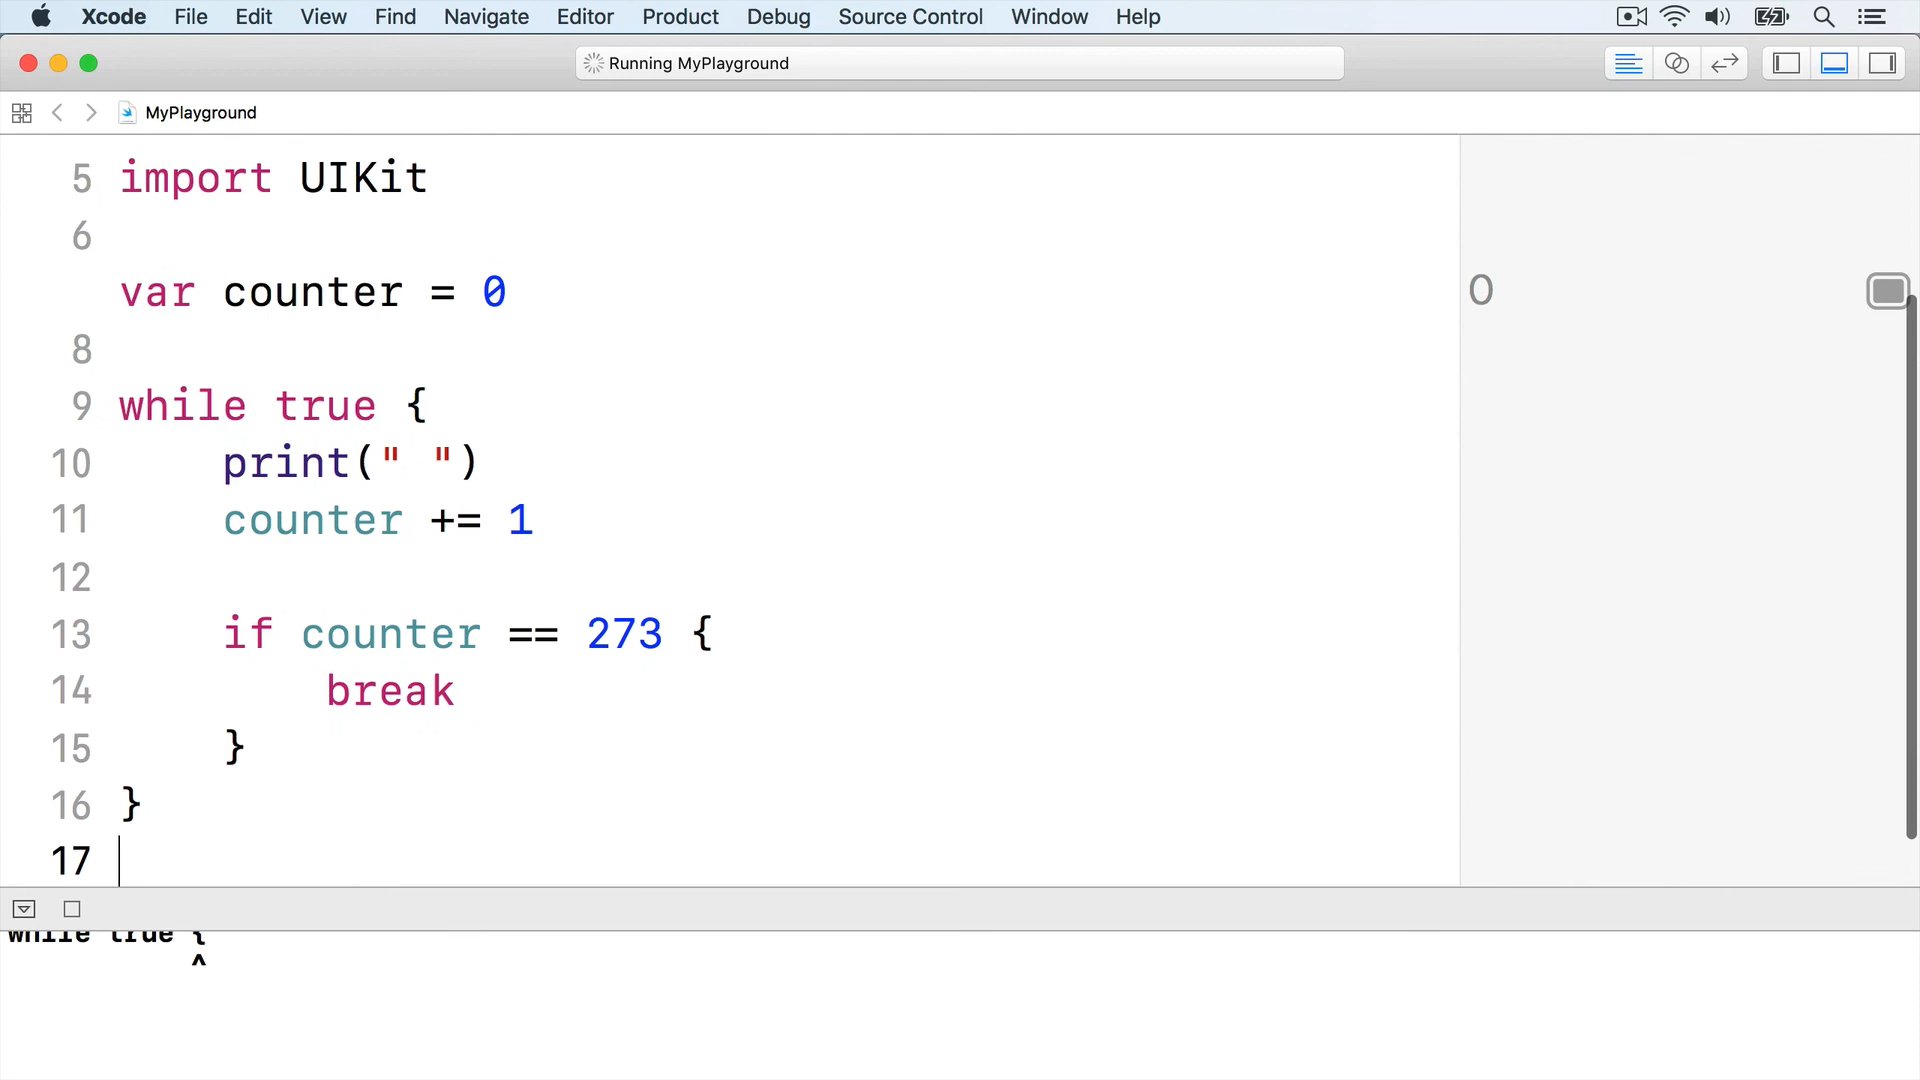 Xcode File Edit View Find Navigate Editor Product Debug Source Control Window Help
Running MyPlayground
MyPlayground
5 import UIKit
6
var counter = 0 0
8
9 while true {
10 print(" ")
11 counter += 1
12
13 if counter == 273 {
14 break
15 }
16 }
17
while true {
^